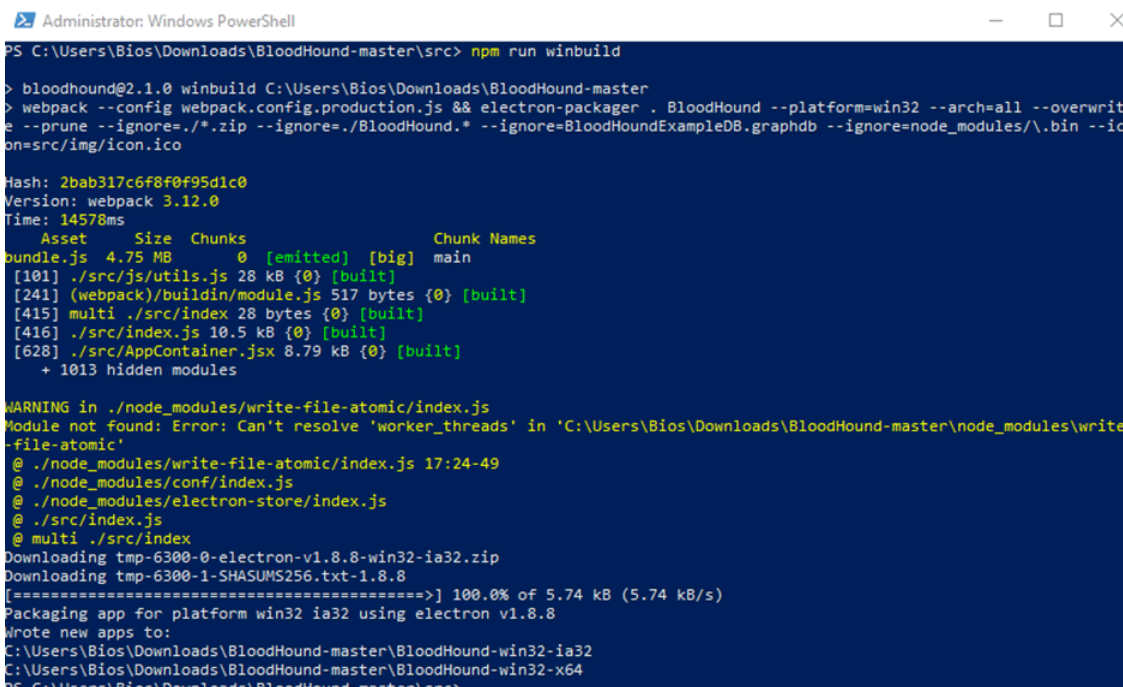 Administrator: Windows PowerShell
PS C:\Users\Bios\Downloads\BloodHound-master\src> npm run winbuild
> bloodhound@2.1.0 winbuild C:\Users\Bios\Downloads\BloodHound-master
> webpack --config webpack.config.production.js && electron-packager . BloodHound --platform=win32 --arch=all --overwrit
e --prune --ignore=./*.zip --ignore=./BloodHound.* --ignore=BloodHoundExampleDB.graphdb --ignore=node_modules/\.bin --ic
on=src/img/icon.ico
Hash: 2bab317c6f8f0f95d1c0
Version: webpack 3.12.0
Time: 14578ms
Asset Size Chunks Chunk Names
bundle.js 4.75 MB 0 [emitted] [big] main
[101] ./src/js/utils.js 28 kB {0} [built]
[241] (webpack)/buildin/module.js 517 bytes {0} [built]
[415] multi ./src/index 28 bytes {0} [built]
[416] ./src/index.js 10.5 kB {0} [built]
[628] ./src/AppContainer.jsx 8.79 kB {0} [built]
+ 1013 hidden modules
WARNING in ./node_modules/write-file-atomic/index.js
Module not found: Error: Can't resolve 'worker_threads' in 'C:\Users\Bios\Downloads\BloodHound-master\node_modules\write
-file-atomic'
@ ./node_modules/write-file-atomic/index.js 17:24-49
@ ./node_modules/conf/index.js
@ ./node_modules/electron-store/index.js
@ ./src/index.js
@ multi ./src/index
Downloading tmp-6300-0-electron-v1.8.8-win32-ia32.zip
Downloading tmp-6300-1-SHASUMS256.txt-1.8.8
[============================================>] 100.0% of 5.74 kB (5.74 kB/s)
Packaging app for platform win32 ia32 using electron v1.8.8
Wrote new apps to:
C:\Users\Bios\Downloads\BloodHound-master\BloodHound-win32-ia32
C:\Users\Bios\Downloads\BloodHound-master\BloodHound-win32-x64